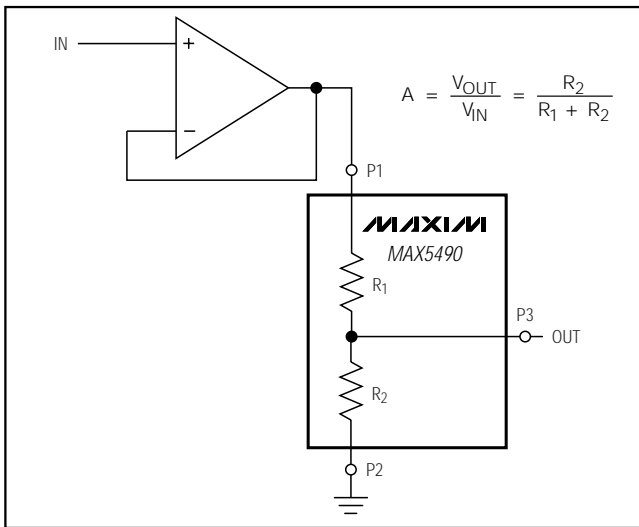 IN
+
−
A = V_OUT / V_IN = R_2 / (R_1 + R_2)
P1
MAXIM
MAX5490
R_1
P3
OUT
R_2
P2